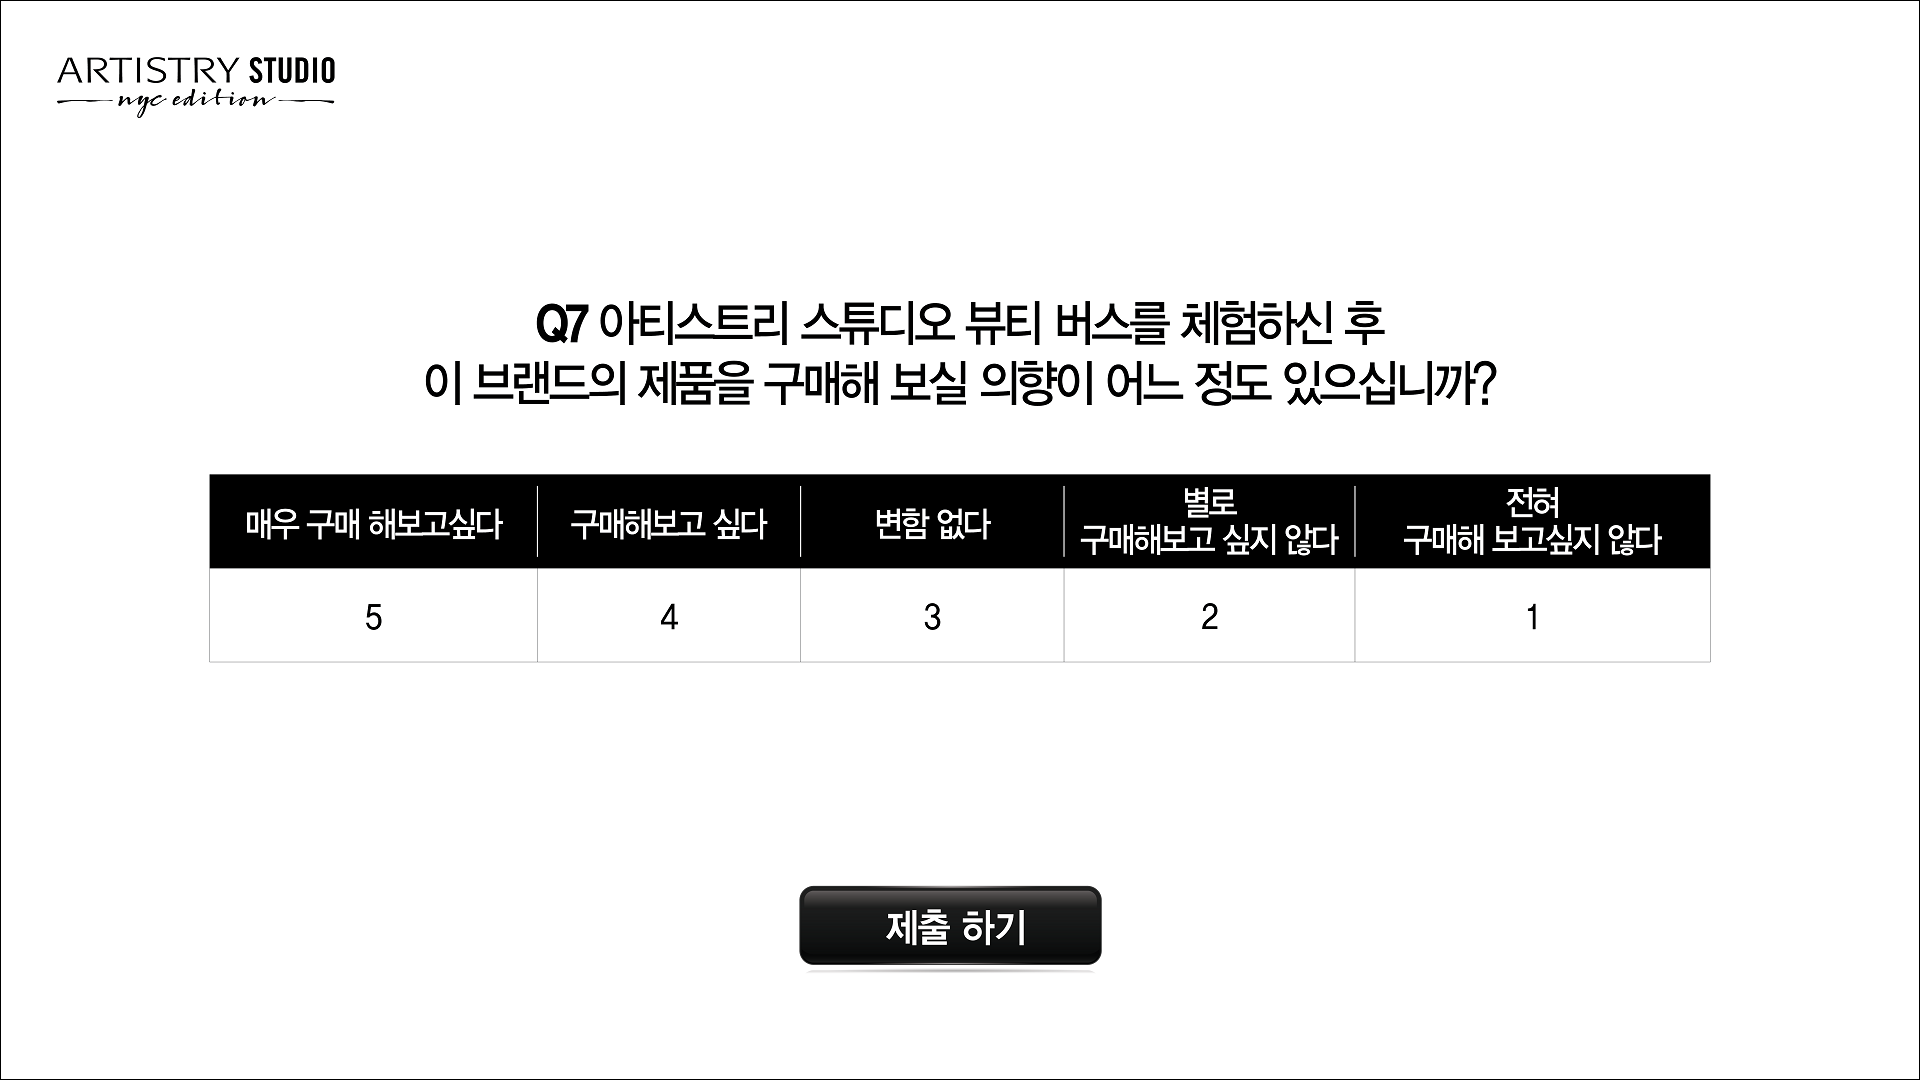 ARTISTRY STUDIO
nyc edition
Q7 아티스트리 스튜디오 뷰티 버스를 체험하신 후
이 브랜드의 제품을 구매해 보실 의향이 어느 정도 있으십니까?
매우 구매 해보고싶다
구매해보고 싶다
변함 없다
별로
구매해보고 싶지 않다
전혀
구매해 보고싶지 않다
5
4
3
2
1
제출 하기